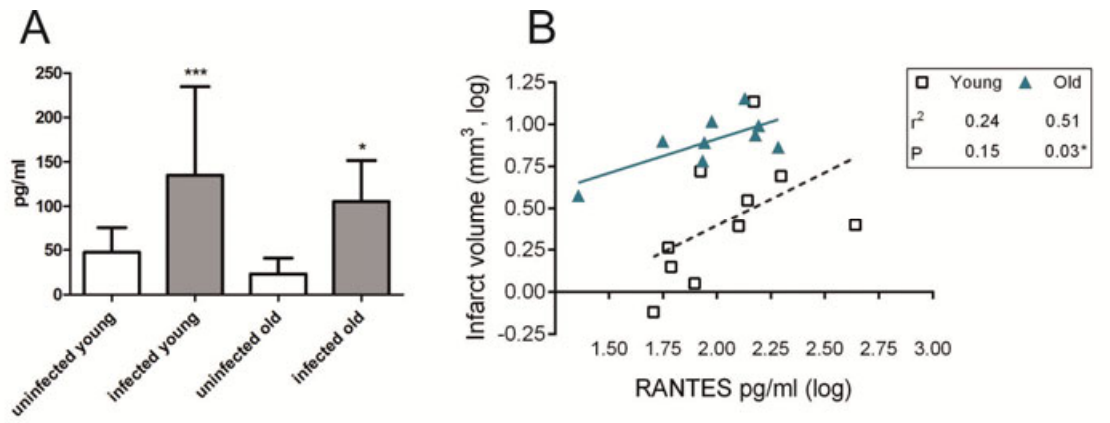 A
pg/ml
250
200
150
100
50
0
***
*
uninfected young
infected young
uninfected old
infected old
B
Infarct volume (mm³, log)
1.25
1.00
0.75
0.50
0.25
0.00
-0.25
1.50 1.75 2.00 2.25 2.50 2.75 3.00
RANTES pg/ml (log)
Young Old
r² 0.24 0.51
P 0.15 0.03*